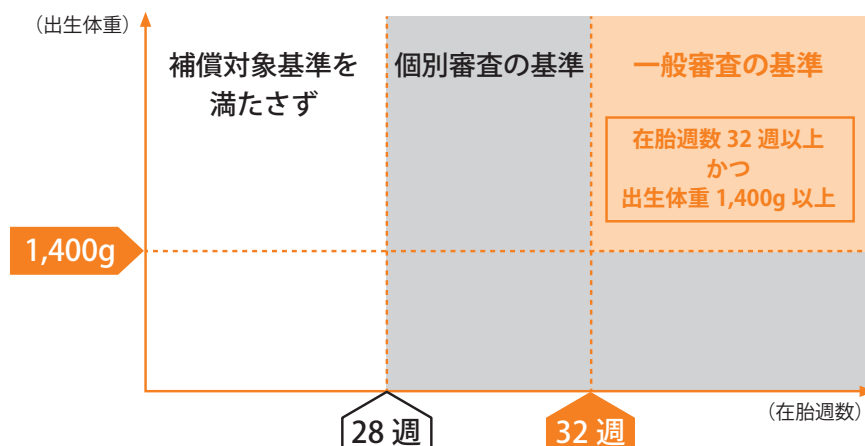 （出生体重）
補償対象基準を
満たさず
個別審査の基準
一般審査の基準
在胎週数 32 週以上
かつ
出生体重 1,400g 以上
1,400g
（在胎週数）
28 週
32 週